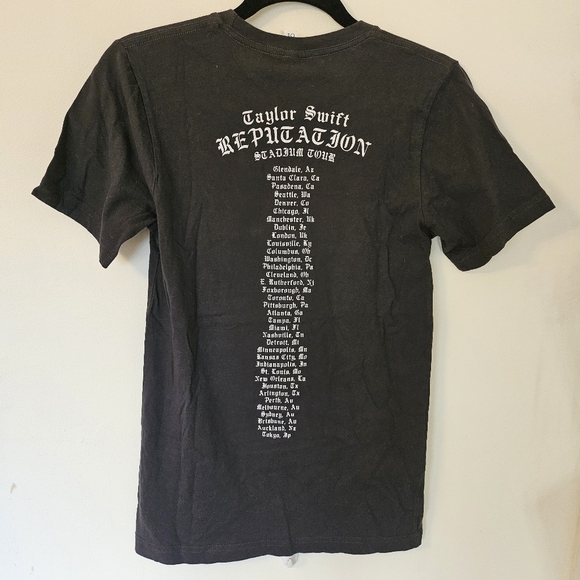 Taylor Swift
REPUTATION
STADIUM TOUR
Glendale, Az
Santa Clara, Ca
Pasadena, Ca
Seattle, Wa
Denver, Co
Chicago, Il
Manchester, Uk
Dublin, Ie
London, Uk
Louisville, Ky
Columbus, Oh
Washington, Dc
Philadelphia, Pa
Cleveland, Oh
E. Rutherford, Nj
Foxborough, Ma
Toronto, Ca
Pittsburgh, Pa
Atlanta, Ga
Tampa, Fl
Miami, Fl
Nashville, Tn
Detroit, Mi
Minneapolis, Mn
Kansas City, Mo
Indianapolis, In
St. Louis, Mo
New Orleans, La
Houston, Tx
Arlington, Tx
Perth, Au
Melbourne, Au
Sydney, Au
Brisbane, Au
Auckland, Nz
Tokyo, Jp